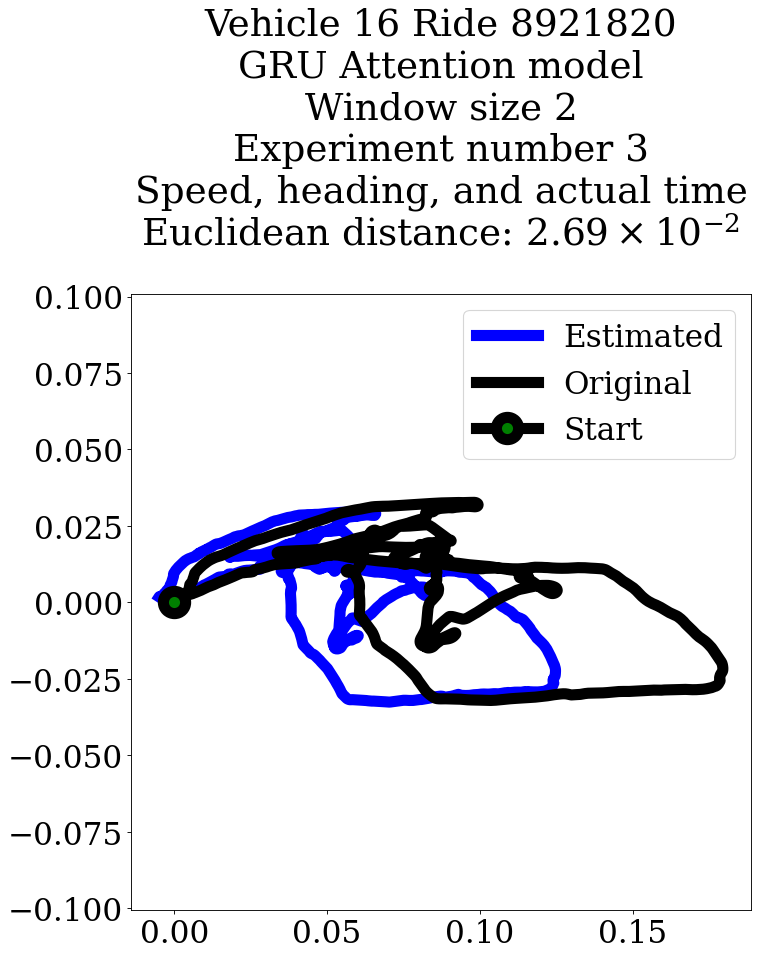 Vehicle 16 Ride 8921820
GRU Attention model
Window size 2
Experiment number 3
Speed, heading, and actual time
Euclidean distance: 2.69 × 10⁻²
Estimated
Original
Start
0.100
0.075
0.050
0.025
0.000
−0.025
−0.050
−0.075
−0.100
0.00 0.05 0.10 0.15